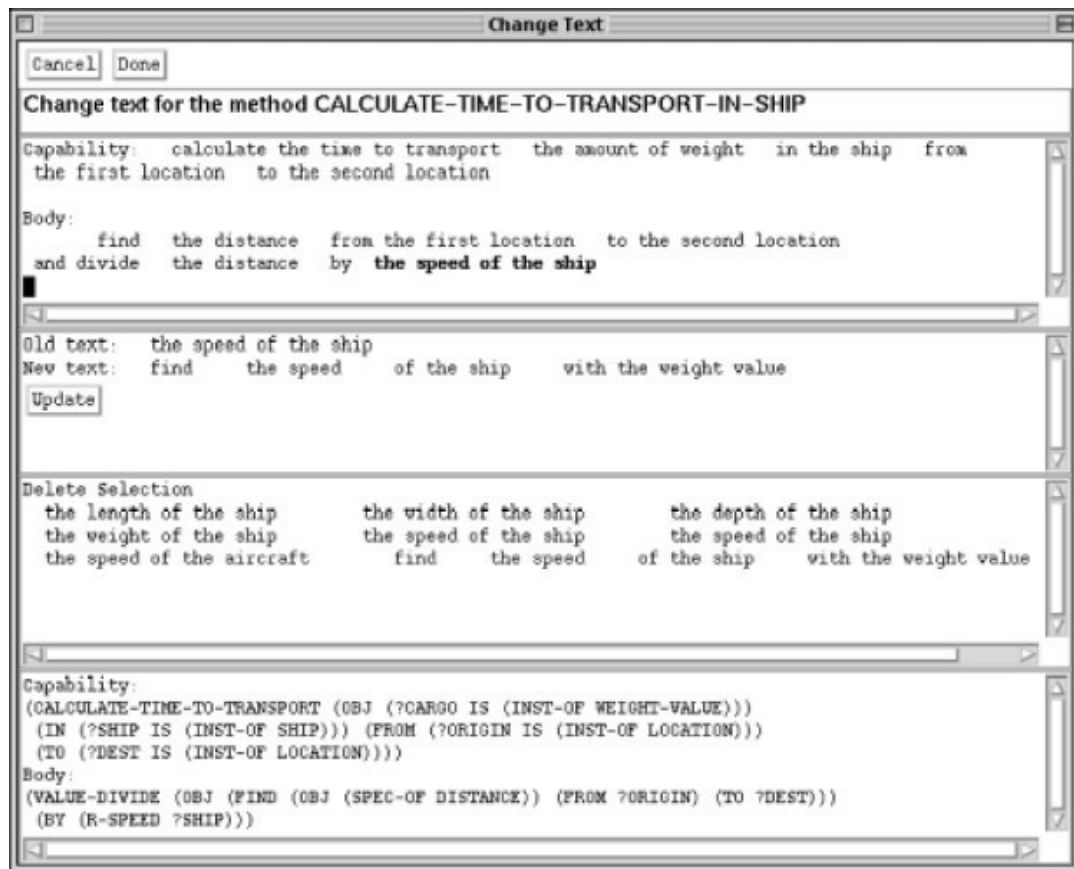 Change Text
Cancel Done
Change text for the method CALCULATE-TIME-TO-TRANSPORT-IN-SHIP
Capability: calculate the time to transport the amount of weight in the ship from
the first location to the second location
Body:
find the distance from the first location to the second location
and divide the distance by the speed of the ship
Old text: the speed of the ship
New text: find the speed of the ship with the weight value
Update
Delete Selection
the length of the ship the width of the ship the depth of the ship
the weight of the ship the speed of the ship the speed of the ship
the speed of the aircraft find the speed of the ship with the weight value
Capability:
(CALCULATE-TIME-TO-TRANSPORT (OBJ (?CARGO IS (INST-OF WEIGHT-VALUE)))
(IN (?SHIP IS (INST-OF SHIP))) (FROM (?ORIGIN IS (INST-OF LOCATION)))
(TO (?DEST IS (INST-OF LOCATION))))
Body:
(VALUE-DIVIDE (OBJ (FIND (OBJ (SPEC-OF DISTANCE)) (FROM ?ORIGIN) (TO ?DEST)))
(BY (R-SPEED ?SHIP)))